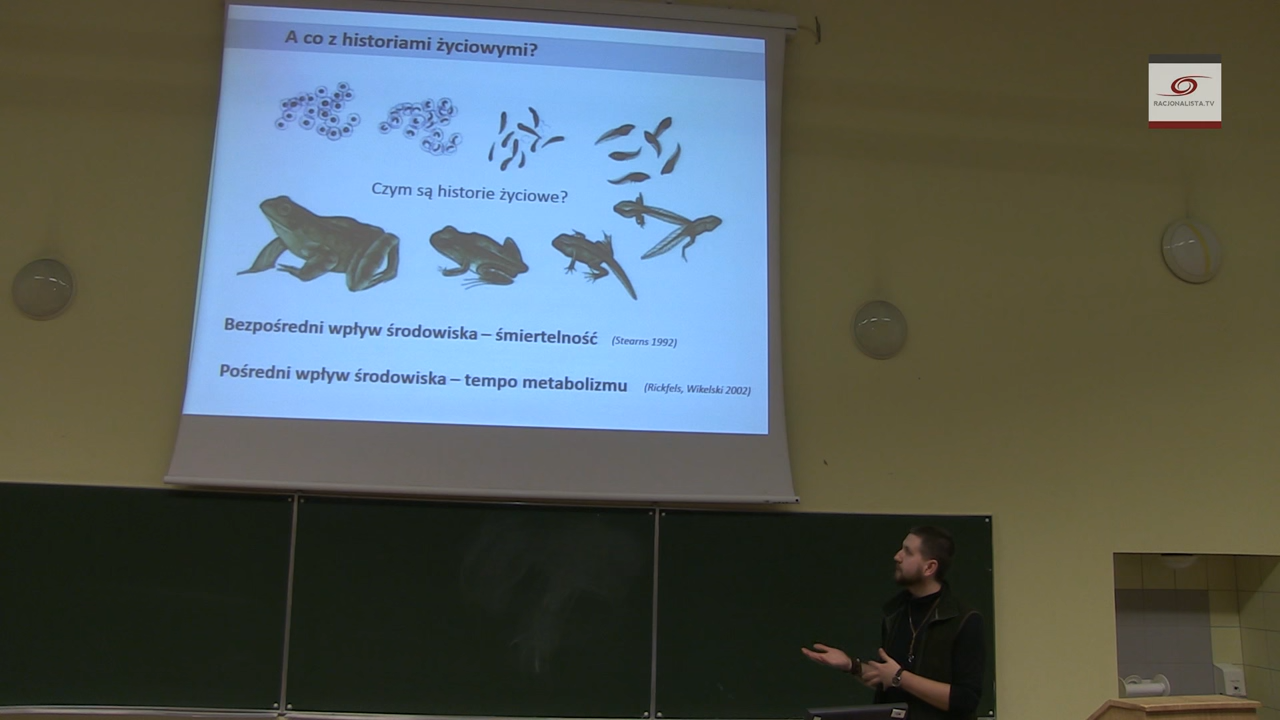 A co z historiami życiowymi?
RACJONALISTA.TV
Czym są historie życiowe?
Bezpośredni wpływ środowiska – śmiertelność (Stearns 1992)
Pośredni wpływ środowiska – tempo metabolizmu (Rickfels, Wikelski 2002)